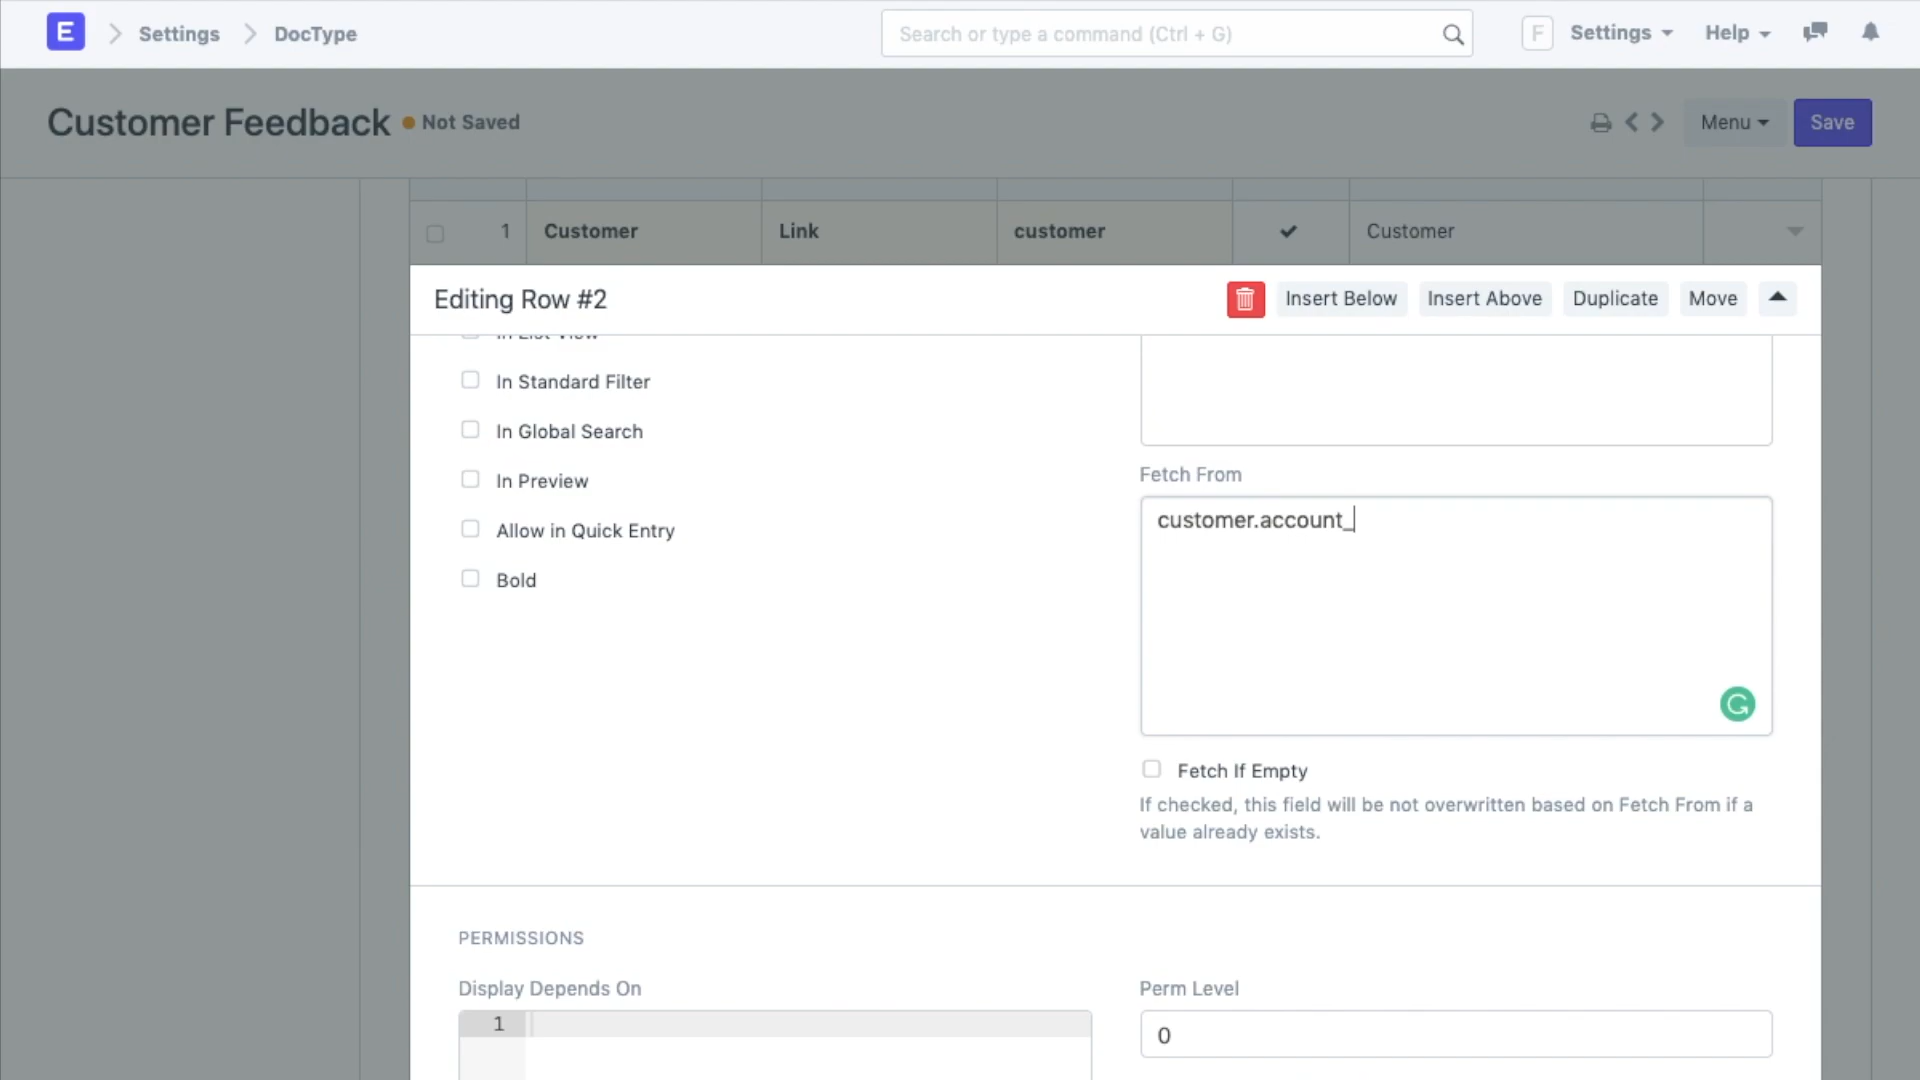 E Settings DocType Search or type a command (Ctrl + G) F Settings Help
Customer Feedback Not Saved Menu Save
1 Customer Link customer Customer
Editing Row #2 Insert Below Insert Above Duplicate Move
In List View
In Standard Filter
In Global Search
In Preview
Allow in Quick Entry
Bold
Fetch From
customer.account_
Fetch If Empty
If checked, this field will be not overwritten based on Fetch From if a
value already exists.
PERMISSIONS
Display Depends On
1
Perm Level
0